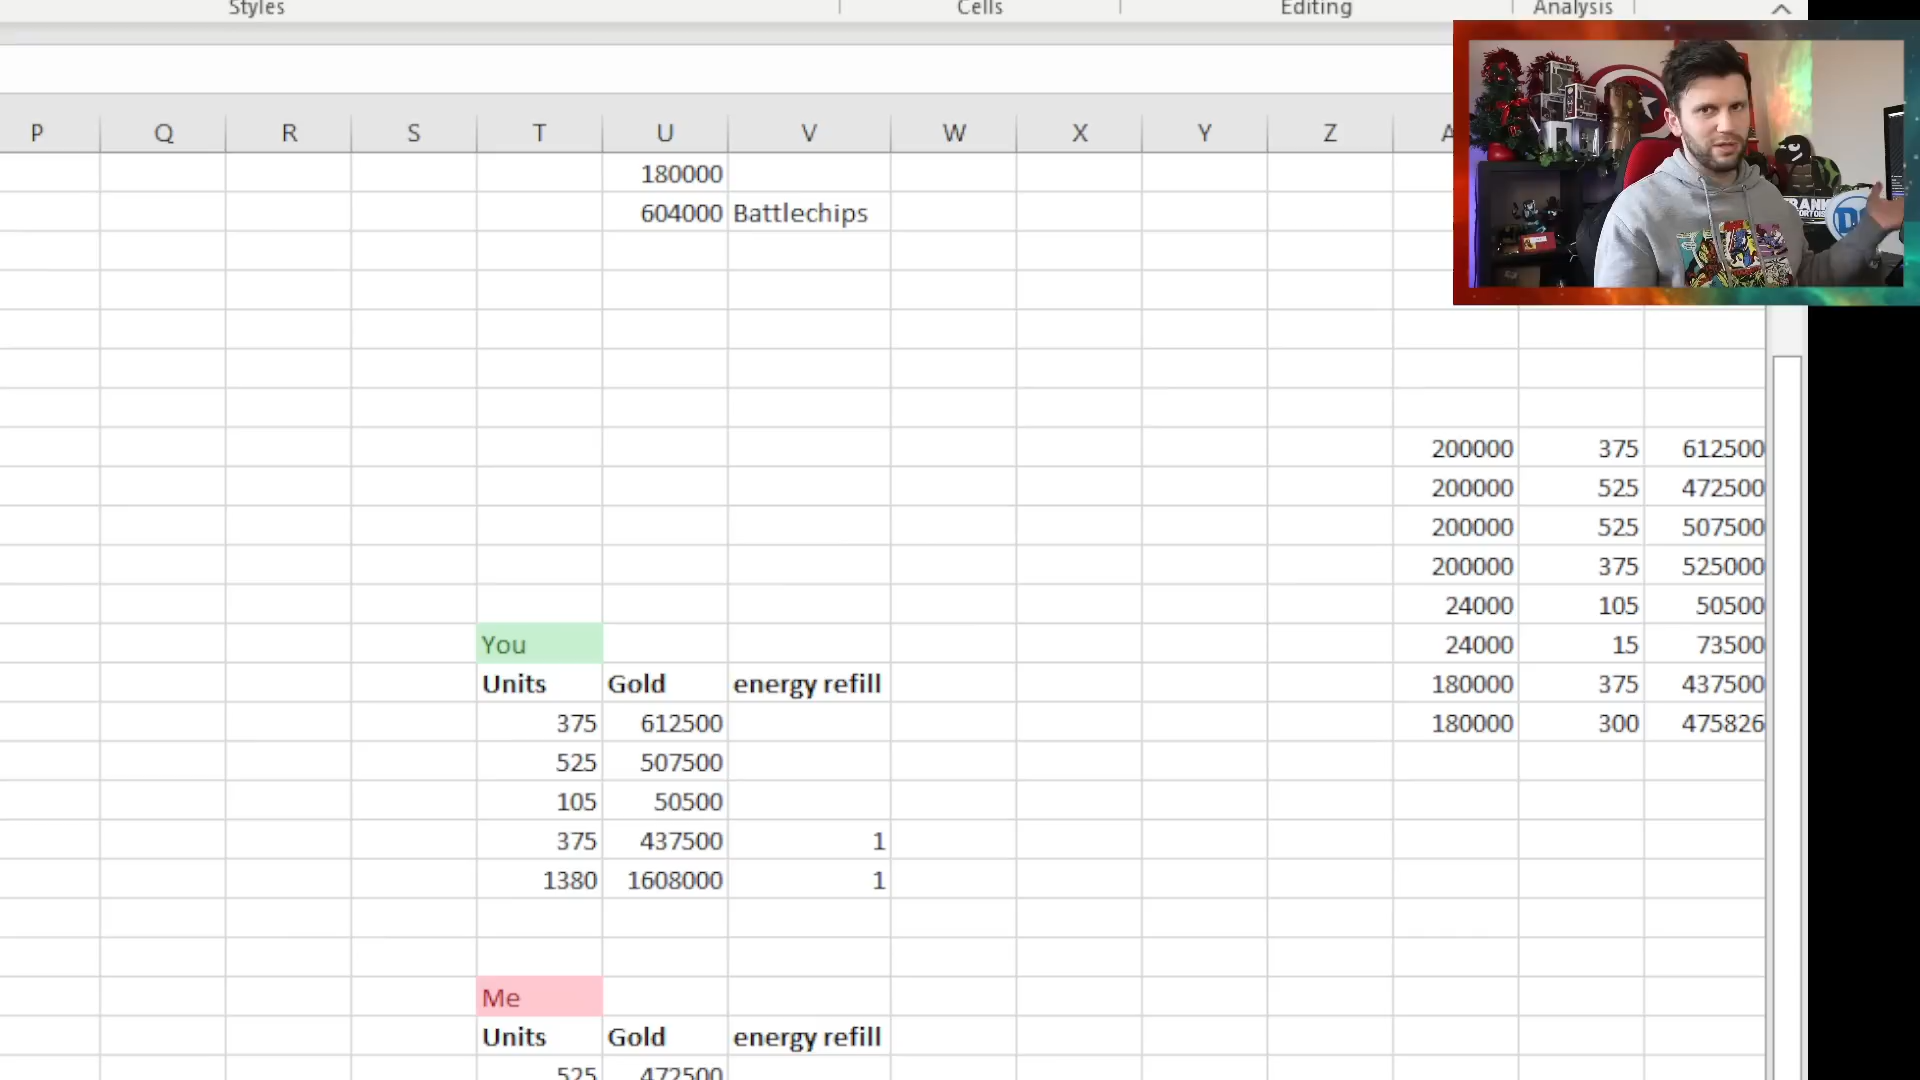 Styles Cells Editing Analysis
P Q R S T U V W X Y Z A
180000
604000 Battlechips
200000 375 612500
200000 525 472500
200000 525 507500
200000 375 525000
24000 105 50500
You 24000 15 73500
Units Gold energy refill 180000 375 437500
375 612500 180000 300 475826
525 507500
105 50500
375 437500 1
1380 1608000 1
Me
Units Gold energy refill
525 472500